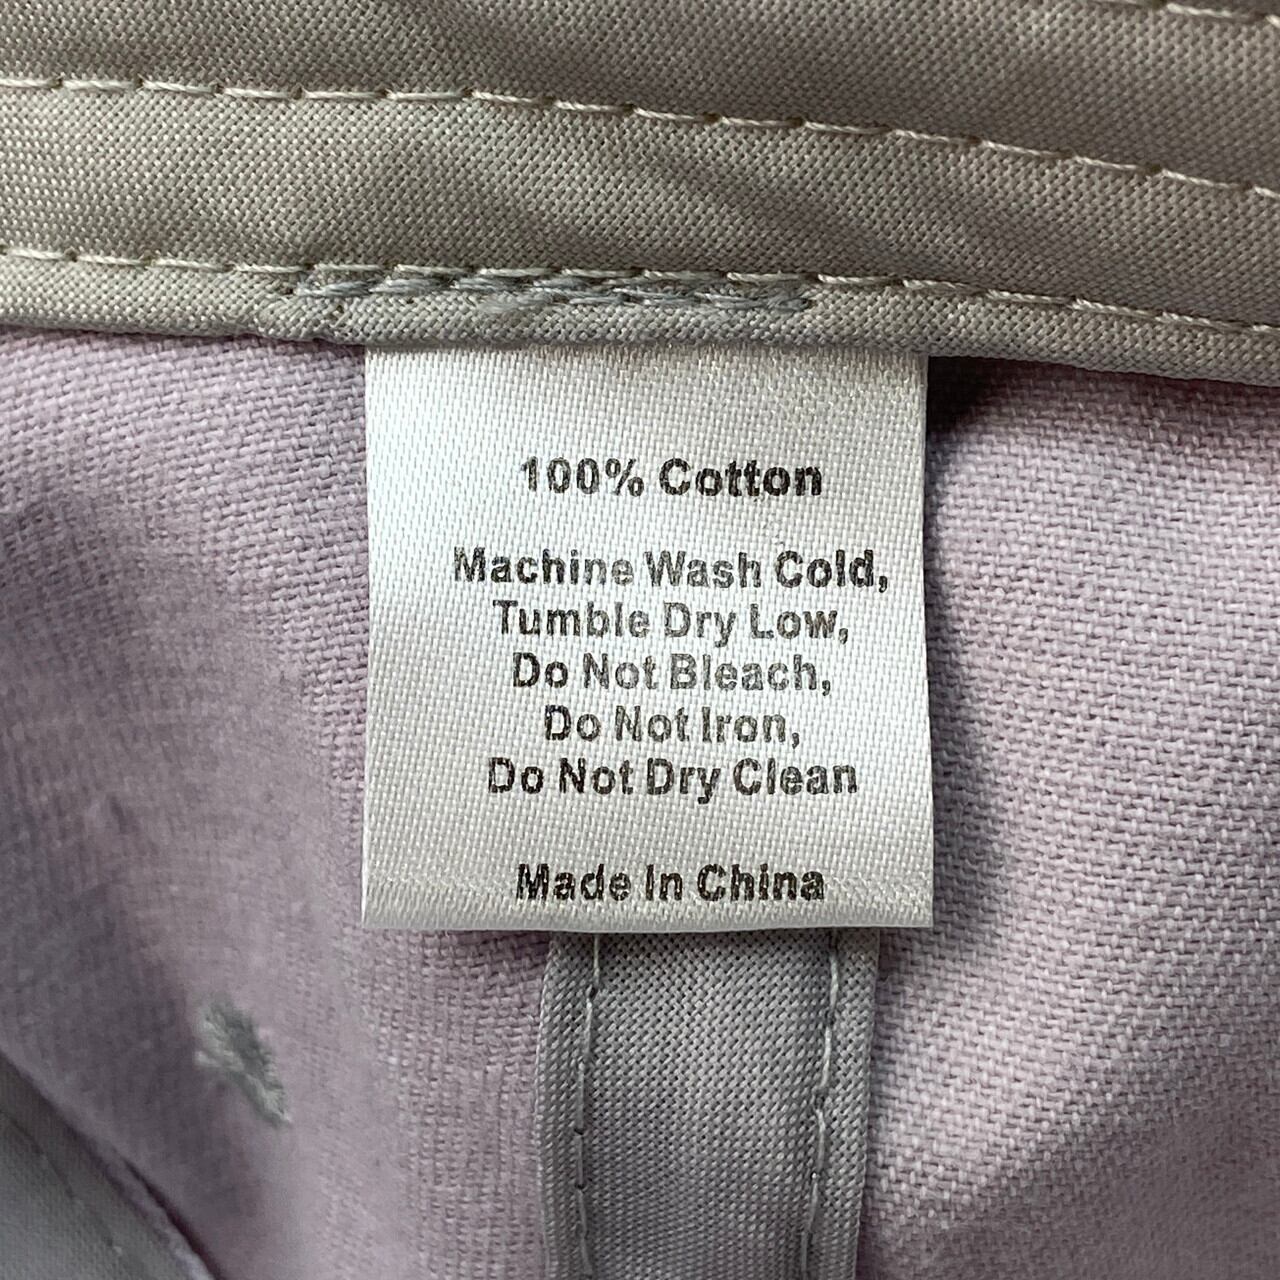 100% Cotton
Machine Wash Cold,
Tumble Dry Low,
Do Not Bleach,
Do Not Iron,
Do Not Dry Clean
Made In China